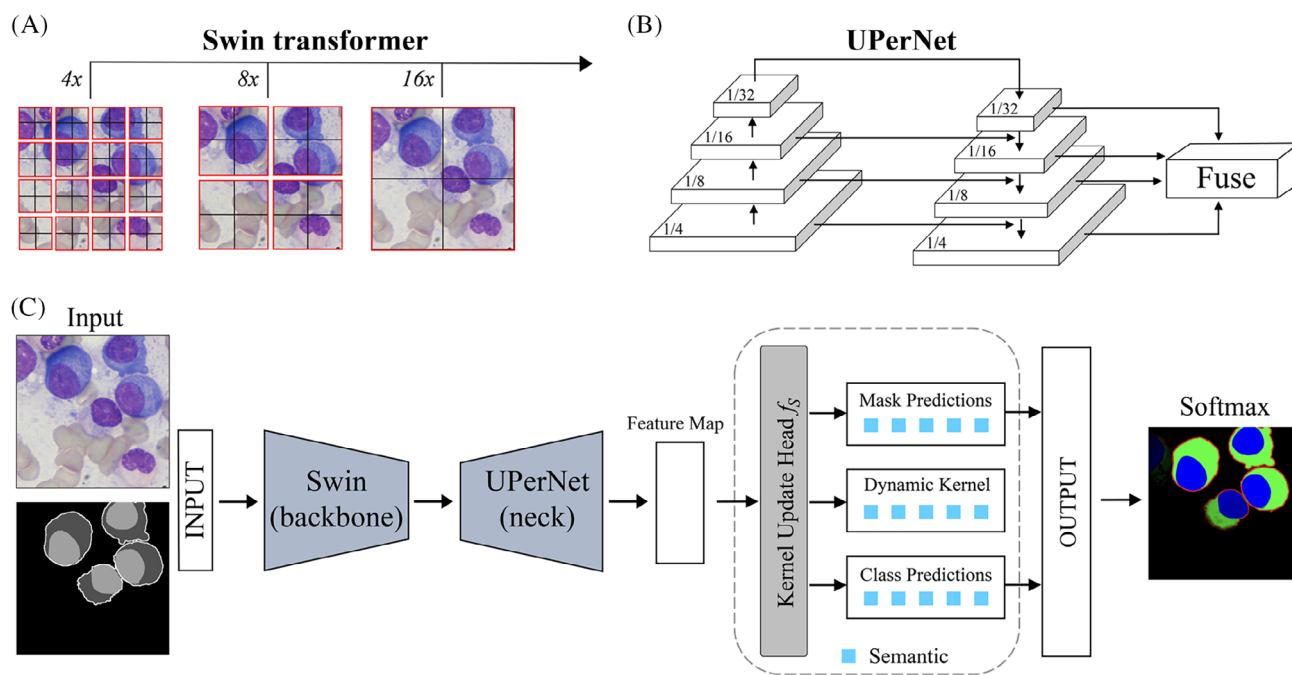 (A)
Swin transformer
4x
8x
16x
(B)
UPerNet
1/32
1/16
1/8
1/4
1/32
1/16
1/8
1/4
Fuse
(C)
Input
INPUT
Swin
(backbone)
UPerNet
(neck)
Feature Map
Kernel Update Head fS
Mask Predictions
Dynamic Kernel
Class Predictions
Semantic
OUTPUT
Softmax